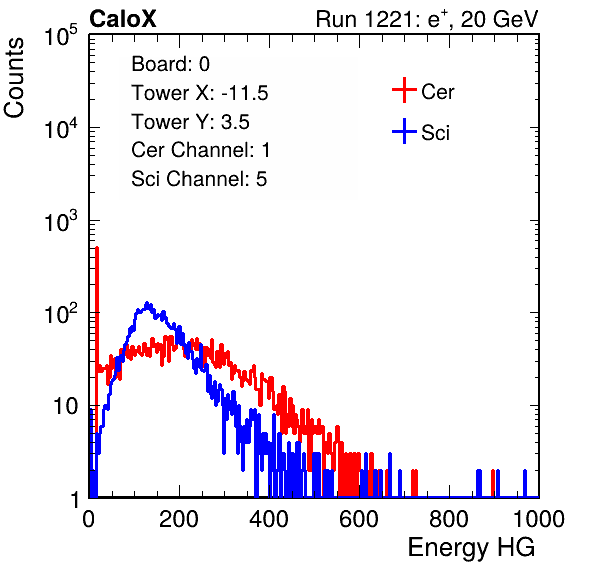 CaloX Run 1221: e⁺, 20 GeV
Counts
10⁵
10⁴
10³
10²
10
1
Board: 0
Tower X: -11.5
Tower Y: 3.5
Cer Channel: 1
Sci Channel: 5
Cer
Sci
0 200 400 600 800 1000
Energy HG